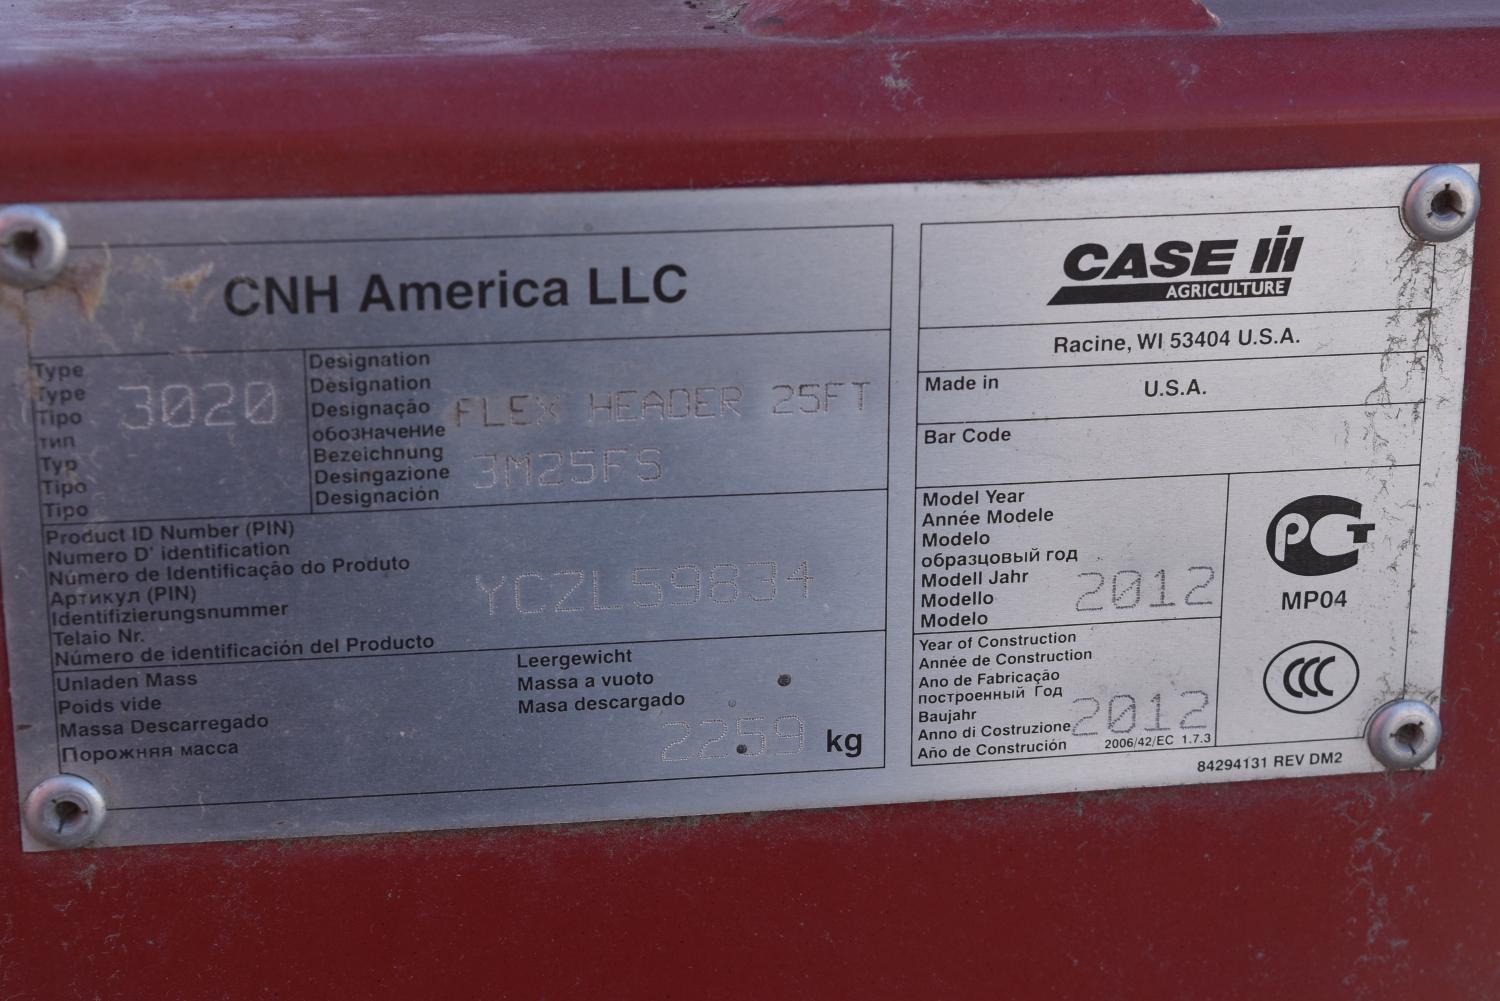 CNH America LLC
Type
Type
Tipo
тип
Typ
Tipo
Tipo
3020
Designation
Dèsignation
Designação
обозначеНИе
Bezeichnung
Desingazione
Designación
FLEX HEADER 25FT
3M25FS
Product ID Number (PIN)
Numero D' identification
Número de Identificação do Produto
Артикул (PIN)
Identifizierungsnummer
Telaio Nr.
Número de identificación del Producto
YCZL59834
Unladen Mass
Poids vide
Massa Descarregado
Порожняя масса
Leergewicht
Massa a vuoto
Masa descargado
2259 kg
CASE IH
AGRICULTURE
Racine, WI 53404 U.S.A.
Made in U.S.A.
Bar Code
Model Year
Année Modele
Modelo
образцовый год
Modell Jahr
Modello
Modelo
2012
Year of Construction
Année de Construction
Ano de Fabricação
построенный Год
Baujahr
Anno di Costruzione
Año de Construción
2012
2006/42/EC 1.7.3
РСТ
MP04
CCC
84294131 REV DM2